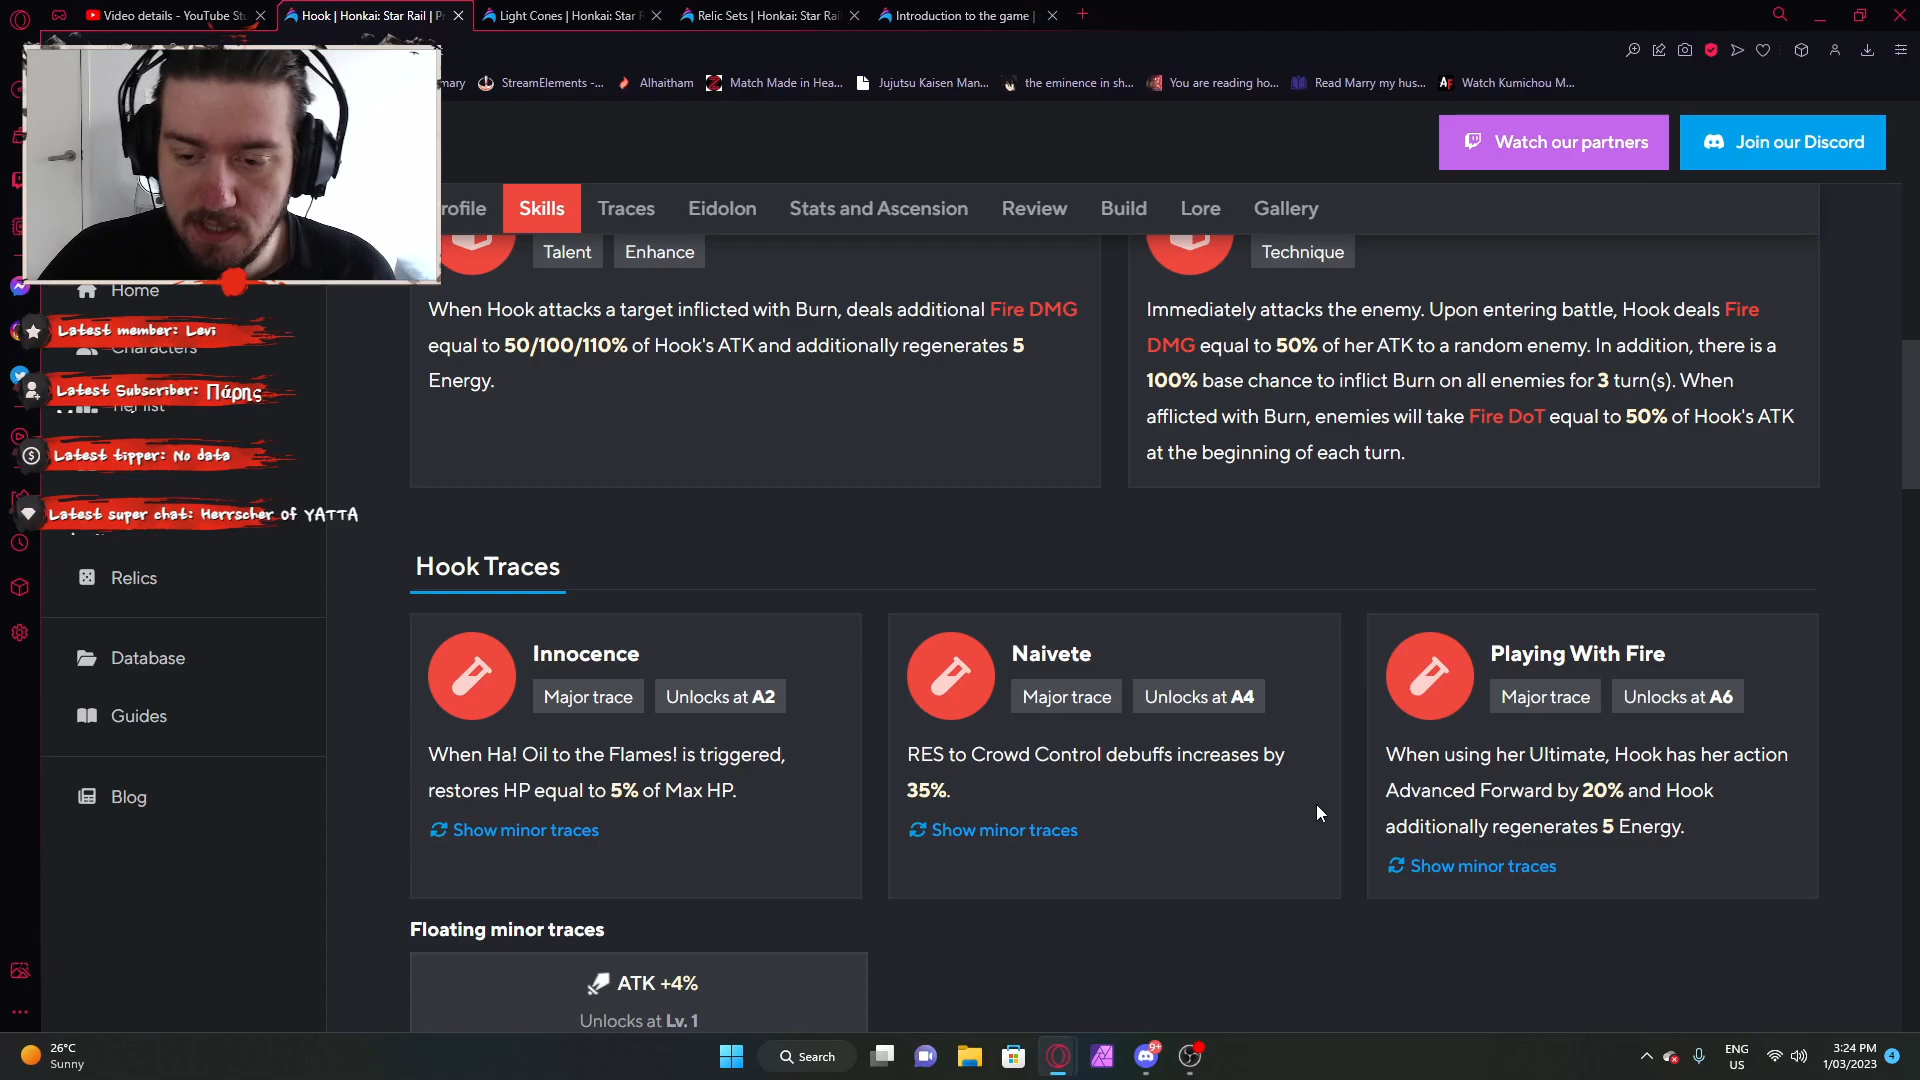 Video details - YouTube Stu
Hook | Honkai: Star Rail | Pr
Light Cones | Honkai: Star R
Relic Sets | Honkai: Star Rail
Introduction to the game |
mary
StreamElements -...
Alhaitham
Match Made in Hea...
Jujutsu Kaisen Man...
the eminence in sh...
You are reading ho...
Read Marry my hus...
Watch Kumichou M...
Watch our partners
Join our Discord
rofile
Skills
Traces
Eidolon
Stats and Ascension
Review
Build
Lore
Gallery
Talent
Enhance
Technique
When Hook attacks a target inflicted with Burn, deals additional Fire DMG
equal to 50/100/110% of Hook's ATK and additionally regenerates 5
Energy.
Immediately attacks the enemy. Upon entering battle, Hook deals Fire
DMG equal to 50% of her ATK to a random enemy. In addition, there is a
100% base chance to inflict Burn on all enemies for 3 turn(s). When
afflicted with Burn, enemies will take Fire DoT equal to 50% of Hook's ATK
at the beginning of each turn.
Home
Latest member: Levi
Characters
Latest Subscriber: Πάρης
Tier list
Latest tipper: No data
Latest super chat: Herrscher of YATTA
Relics
Database
Guides
Blog
Hook Traces
Innocence
Major trace
Unlocks at A2
When Ha! Oil to the Flames! is triggered,
restores HP equal to 5% of Max HP.
Show minor traces
Naivete
Major trace
Unlocks at A4
RES to Crowd Control debuffs increases by
35%.
Show minor traces
Playing With Fire
Major trace
Unlocks at A6
When using her Ultimate, Hook has her action
Advanced Forward by 20% and Hook
additionally regenerates 5 Energy.
Show minor traces
Floating minor traces
ATK +4%
Unlocks at Lv. 1
26°C
Sunny
Search
9+
ENG
US
3:24 PM
1/03/2023
4